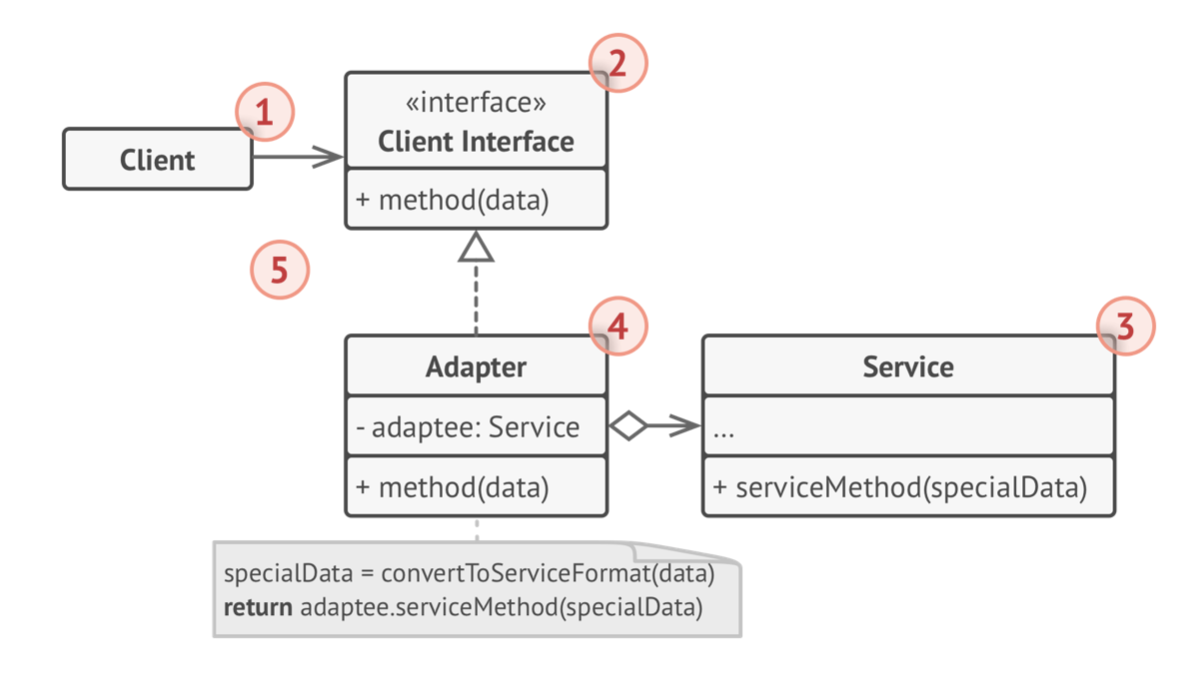 1
2
«interface»
Client
Client Interface
+ method(data)
5
4
3
Adapter
Service
- adaptee: Service
...
+ method(data)
+ serviceMethod(specialData)
specialData = convertToServiceFormat(data)
return adaptee.serviceMethod(specialData)